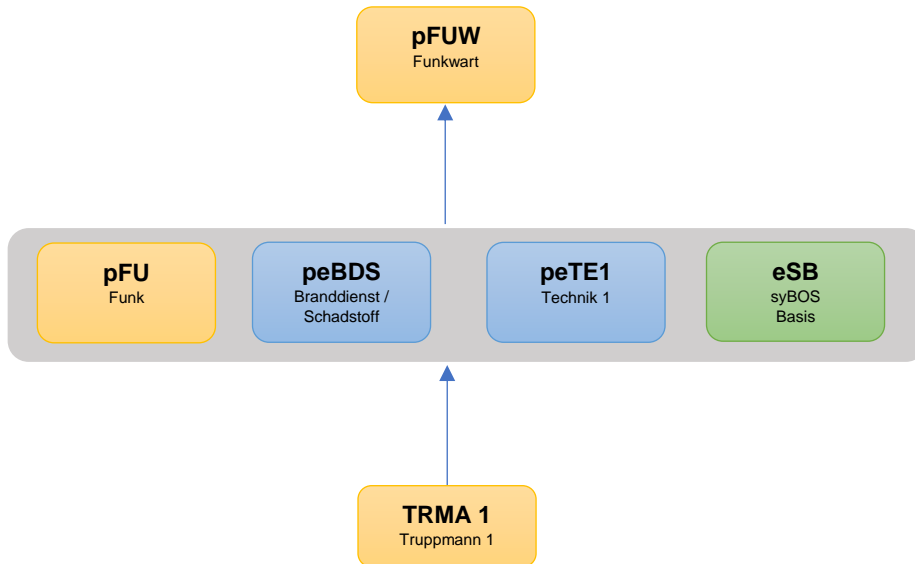 pFUW
Funkwart
pFU
Funk
peBDS
Branddienst /
Schadstoff
peTE1
Technik 1
eSB
syBOS
Basis
TRMA 1
Truppmann 1